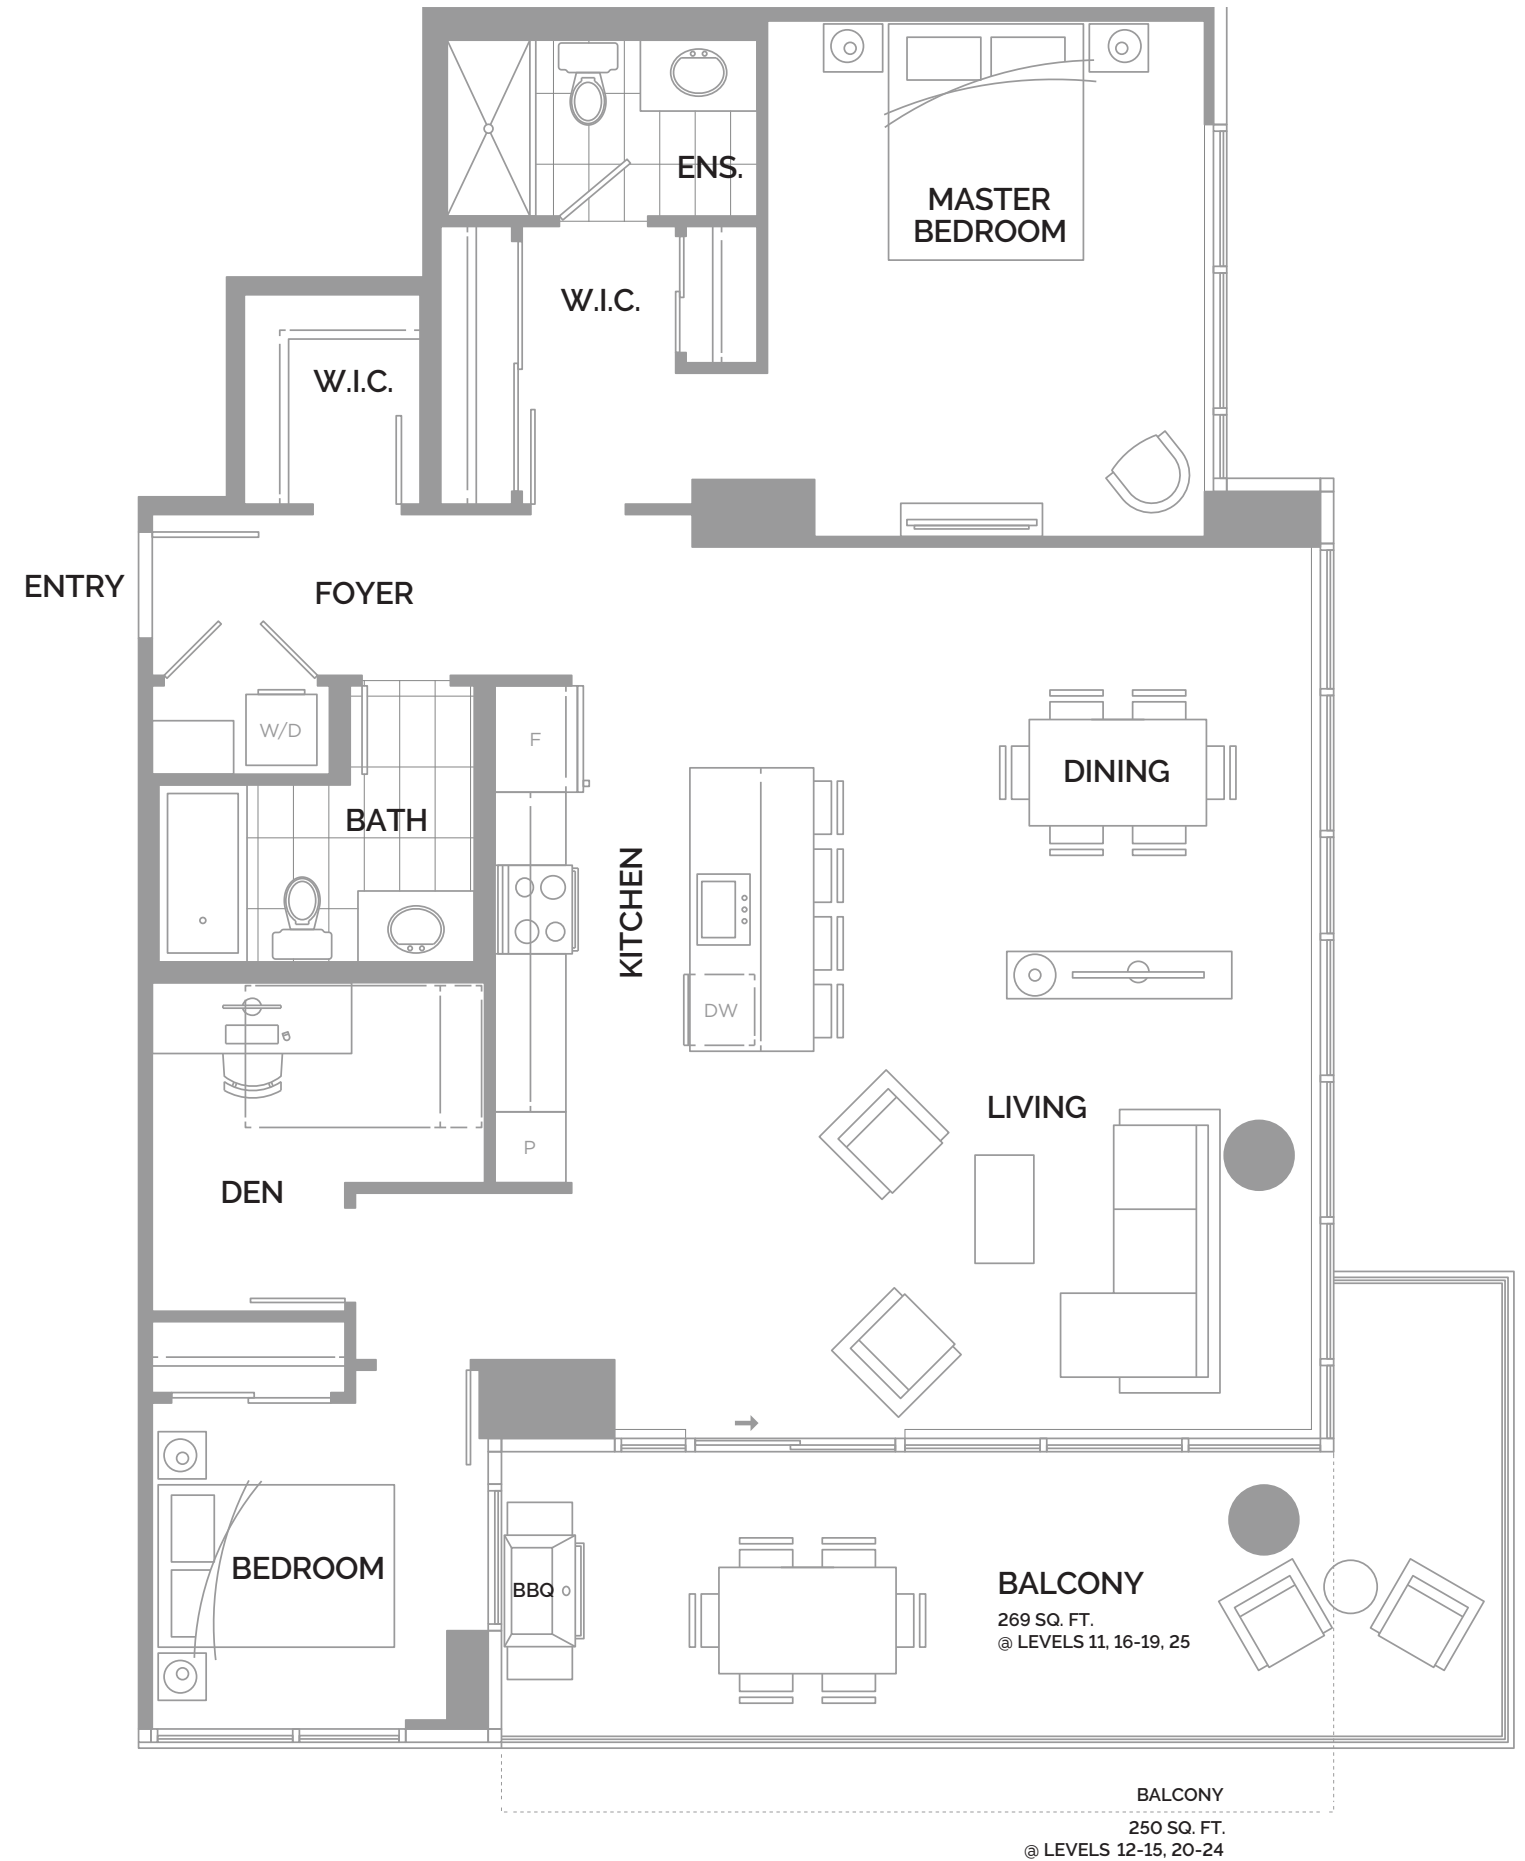 ENS.
MASTER
BEDROOM
W.I.C.
W.I.C.
ENTRY
FOYER
W/D
F
BATH
KITCHEN
DINING
DW
LIVING
P
DEN
BEDROOM
BBQ
BALCONY
269 SQ. FT.
@ LEVELS 11, 16-19, 25
BALCONY
250 SQ. FT.
@ LEVELS 12-15, 20-24